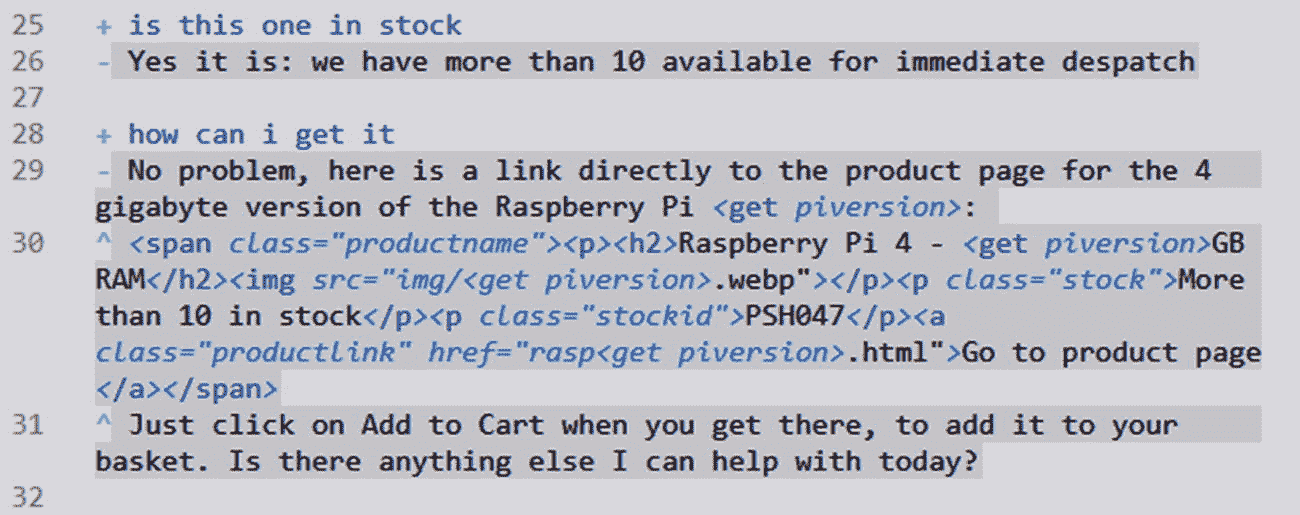 25 + is this one in stock
26 - Yes it is: we have more than 10 available for immediate despatch
27
28 + how can i get it
29 - No problem, here is a link directly to the product page for the 4
gigabyte version of the Raspberry Pi <get piversion>:
30 ^ <span class="productname"><p><h2>Raspberry Pi 4 - <get piversion>GB
RAM</h2><img src="img/<get piversion>.webp"></p><p class="stock">More
than 10 in stock</p><p class="stockid">PSH047</p><a
class="productlink" href="rasp<get piversion>.html">Go to product page
</a></span>
31 ^ Just click on Add to Cart when you get there, to add it to your
basket. Is there anything else I can help with today?
32